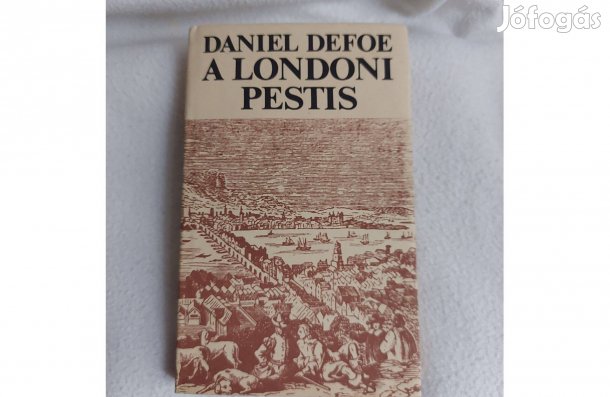 Jófogás
DANIEL DEFOE
A LONDONI
PESTIS